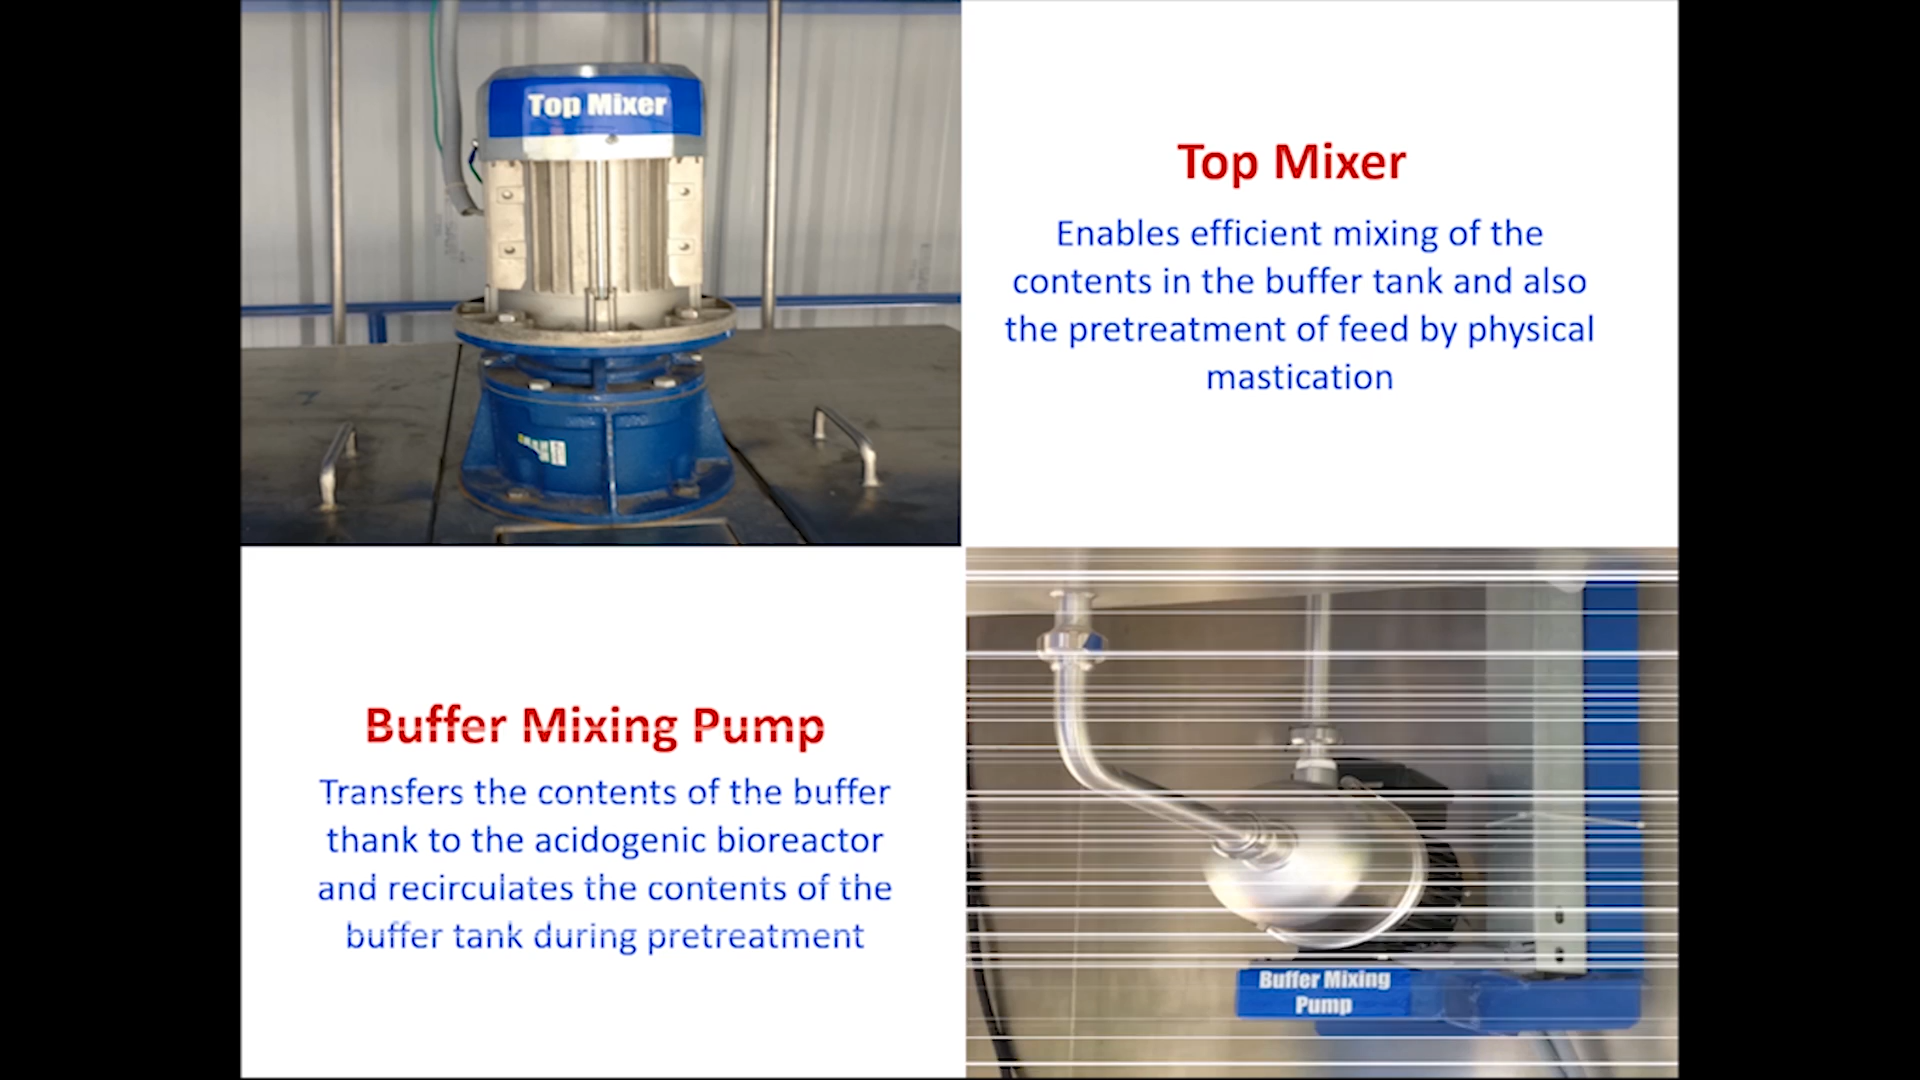 Top Mixer
Top Mixer
Enables efficient mixing of the
contents in the buffer tank and also
the pretreatment of feed by physical
mastication
Buffer Mixing Pump
Transfers the contents of the buffer
thank to the acidogenic bioreactor
and recirculates the contents of the
buffer tank during pretreatment
Buffer Mixing
Pump